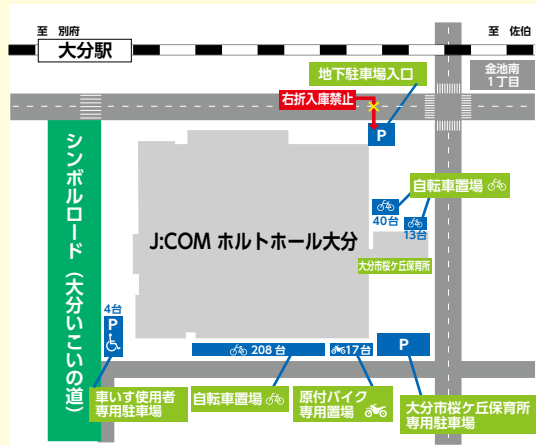 至 別府
大分駅
至 佐伯
金池南
1丁目
地下駐車場入口
右折入庫禁止
P
シンボルロード（大分いこいの道）
自転車置場
40台
13台
J:COM ホルトホール大分
大分市桜ケ丘保育所
4台
P
208 台
17台
P
車いす使用者
専用駐車場
自転車置場
原付バイク
専用置場
大分市桜ケ丘保育所
専用駐車場